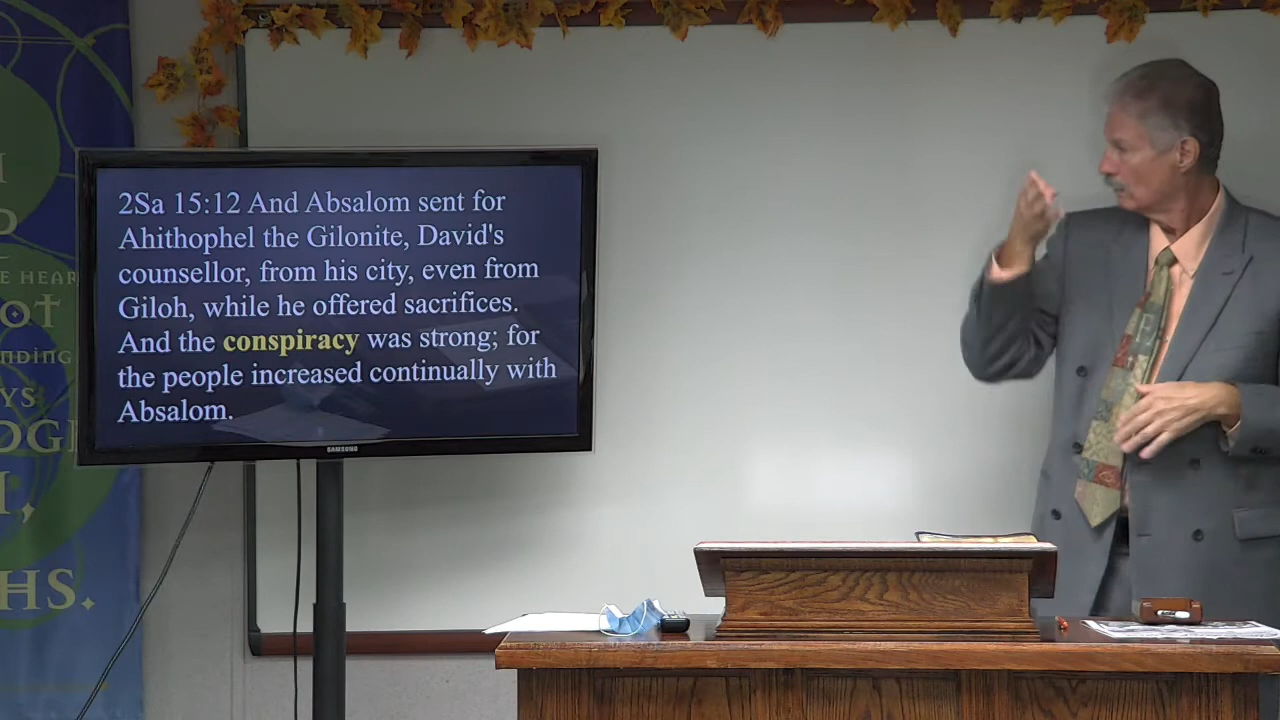 2Sa 15:12 And Absalom sent for
Ahithophel the Gilonite, David's
counsellor, from his city, even from
Giloh, while he offered sacrifices.
And the conspiracy was strong; for
the people increased continually with
Absalom.
SAMSUNG